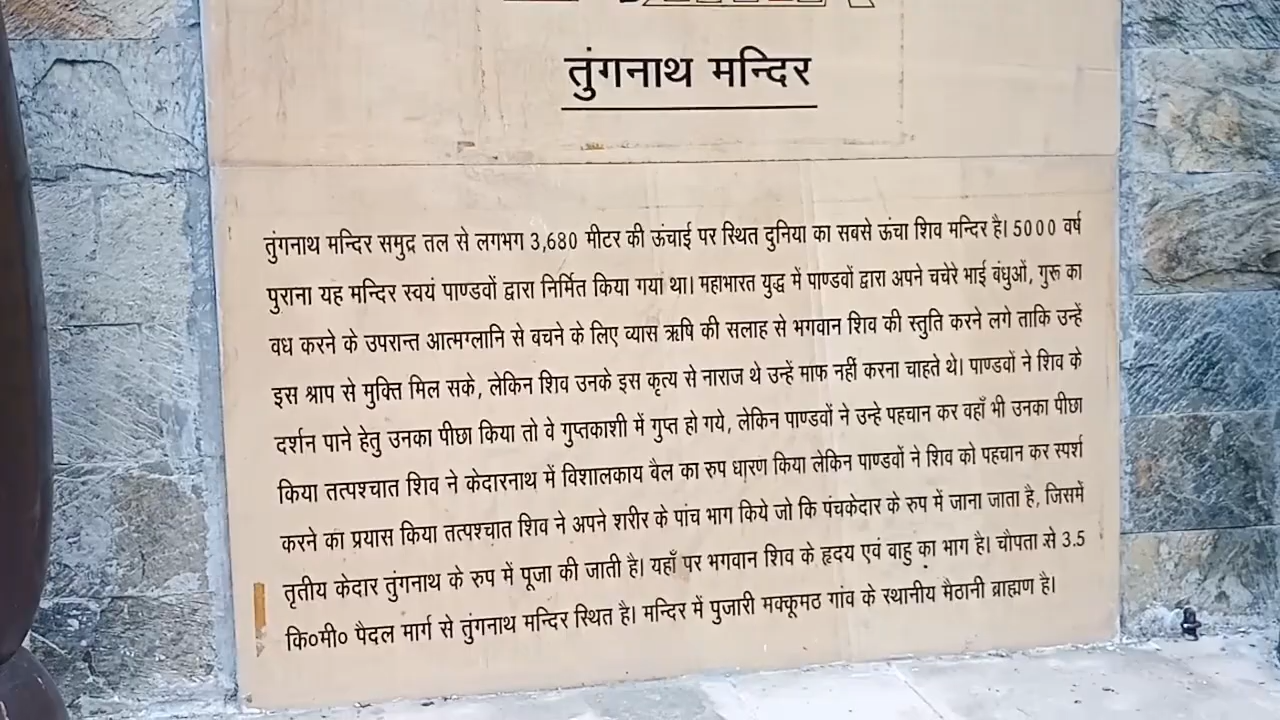 तुंगनाथ मन्दिर
तुंगनाथ मन्दिर समुद्र तल से लगभग 3,680 मीटर की ऊंचाई पर स्थित दुनिया का सबसे ऊंचा शिव मन्दिर है। 5000 वर्ष
पुराना यह मन्दिर स्वयं पाण्डवों द्वारा निर्मित किया गया था। महाभारत युद्ध में पाण्डवों द्वारा अपने चचेरे भाई बंधुओं, गुरू का
वध करने के उपरान्त आत्मग्लानि से बचने के लिए व्यास ऋषि की सलाह से भगवान शिव की स्तुति करने लगे ताकि उन्हें
इस श्राप से मुक्ति मिल सके, लेकिन शिव उनके इस कृत्य से नाराज थे उन्हें माफ नहीं करना चाहते थे। पाण्डवों ने शिव के
दर्शन पाने हेतु उनका पीछा किया तो वे गुप्तकाशी में गुप्त हो गये, लेकिन पाण्डवों ने उन्हे पहचान कर वहाँ भी उनका पीछा
किया तत्पश्चात शिव ने केदारनाथ में विशालकाय बैल का रुप धारण किया लेकिन पाण्डवों ने शिव को पहचान कर स्पर्श
करने का प्रयास किया तत्पश्चात शिव ने अपने शरीर के पांच भाग किये जो कि पंचकेदार के रुप में जाना जाता है, जिसमें
तृतीय केदार तुंगनाथ के रुप में पूजा की जाती है। यहाँ पर भगवान शिव के हृदय एवं वाहु का भाग है। चौपता से 3.5
कि०मी० पैदल मार्ग से तुंगनाथ मन्दिर स्थित है। मन्दिर में पुजारी मक्कूमठ गांव के स्थानीय मैठानी ब्राह्मण है।